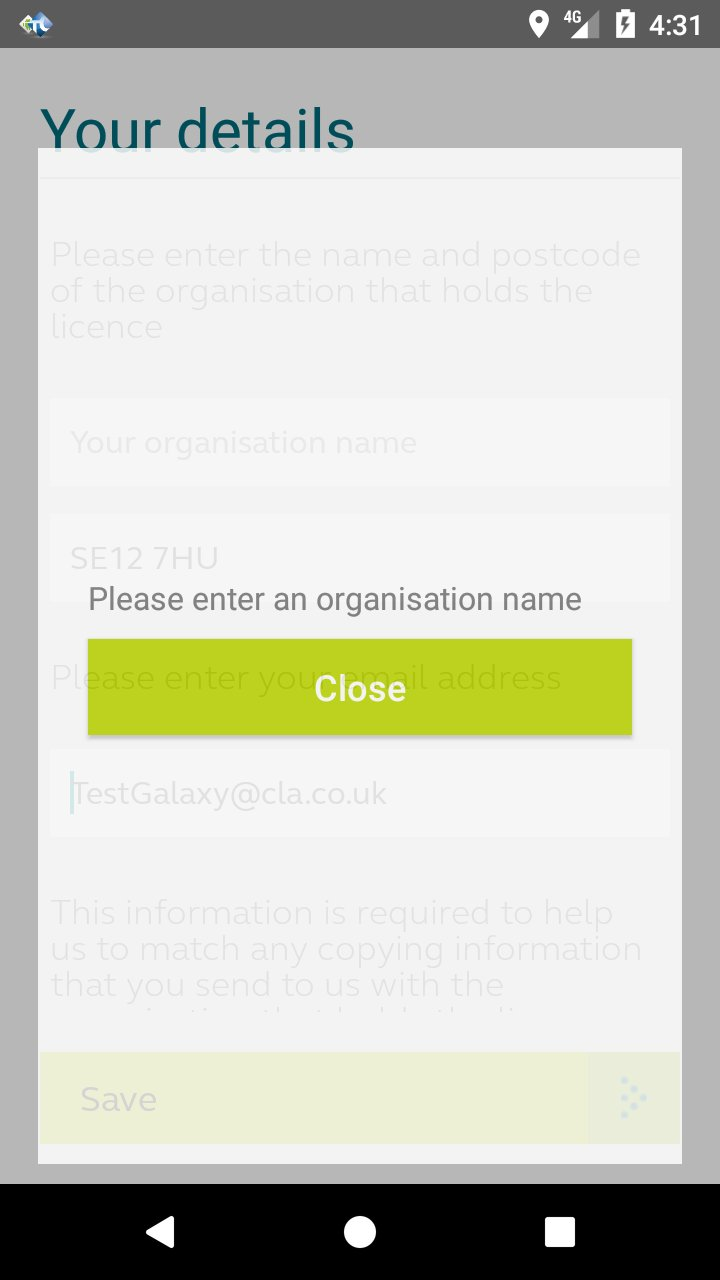 4G 4:31
Your details
Please enter the name and postcode
of the organisation that holds the
licence
Your organisation name
SE12 7HU
Please enter an organisation name
Please enter your email address
Close
TestGalaxy@cla.co.uk
This information is required to help
us to match any copying information
that you send to us with the
Save